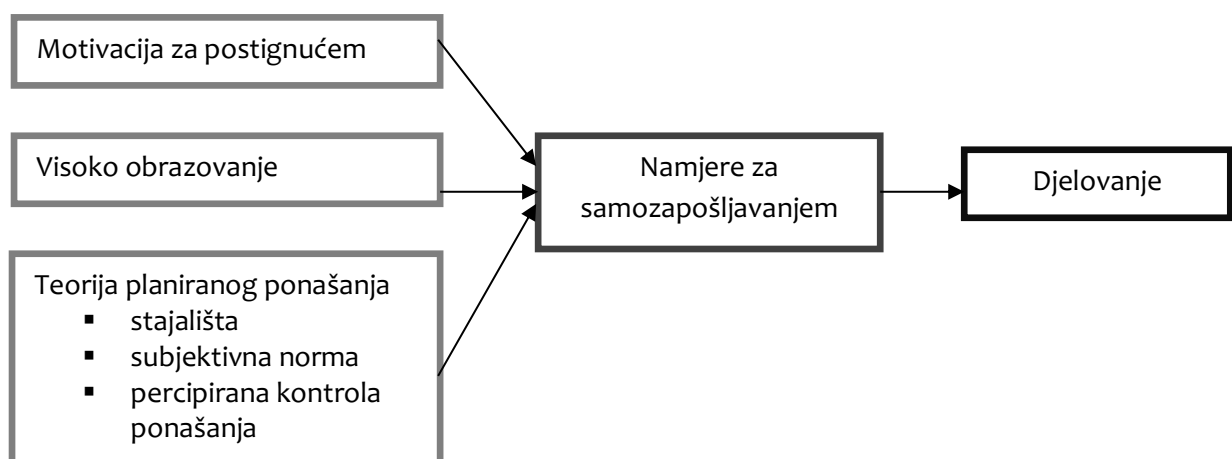 Motivacija za postignućem
Visoko obrazovanje
Teorija planiranog ponašanja
▪ stajališta
▪ subjektivna norma
▪ percipirana kontrola
ponašanja
Namjere za
samozapošljavanjem
Djelovanje